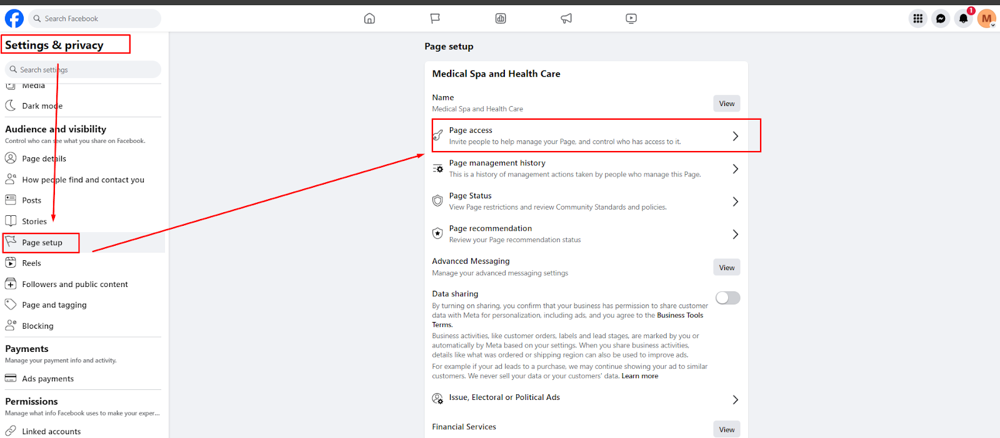 Search Facebook
1
M
Settings & privacy
Search settings
Media
Dark mode
Audience and visibility
Control who can see what you share on Facebook.
Page details
How people find and contact you
Posts
Stories
Page setup
Reels
Followers and public content
Page and tagging
Blocking
Payments
Manage your payment info and activity.
Ads payments
Permissions
Manage what info Facebook uses to make your exper...
Linked accounts
Page setup
Medical Spa and Health Care
Name
Medical Spa and Health Care
View
Page access
Invite people to help manage your Page, and control who has access to it.
Page management history
This is a history of management actions taken by people who manage this Page.
Page Status
View Page restrictions and review Community Standards and policies.
Page recommendation
Review your Page recommendation status
Advanced Messaging
Manage your advanced messaging settings
View
Data sharing
By turning on sharing, you confirm that your business has permission to share customer
data with Meta for personalization, including ads, and you agree to the Business Tools
Terms.
Business activities, like customer orders, labels and lead stages, are marked by you or
automatically by Meta based on your settings. When you share business activities,
details like what was ordered or shipping region can also be used to improve ads.
For example if your ad leads to a purchase, we may continue showing your ad to similar
customers. We never sell your data or your customers' data. Learn more
Issue, Electoral or Political Ads
Financial Services
View